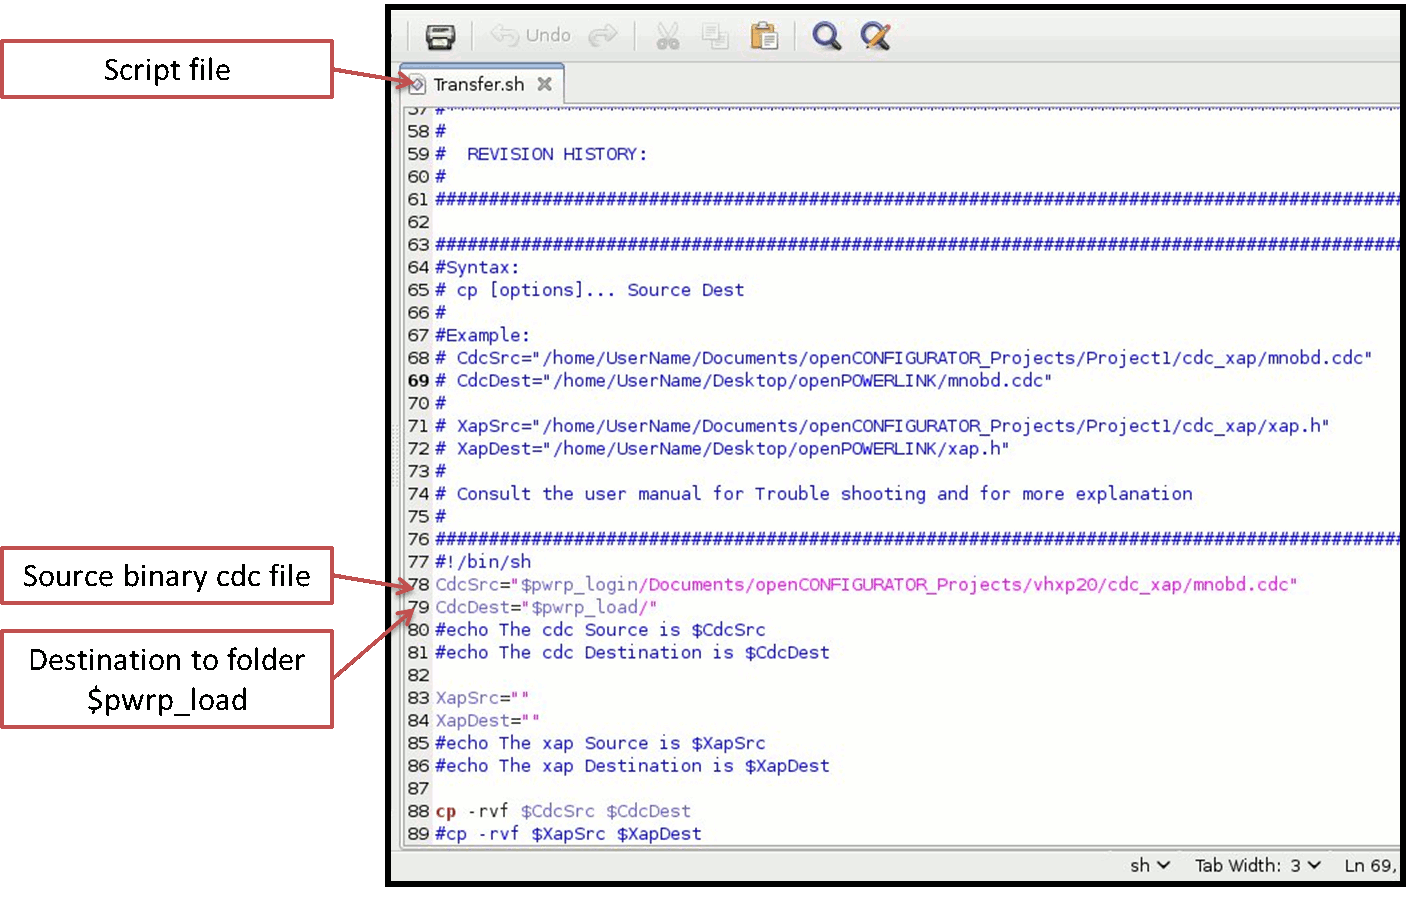 Undo
Script file
Transfer.sh
57 #
58 #
59 #  REVISION HISTORY:
60 #
61 ##########################################################################################
62
63 ##########################################################################################
64 #Syntax:
65 # cp [options]... Source Dest
66 #
67 #Example:
68 # CdcSrc="/home/UserName/Documents/openCONFIGURATOR_Projects/Project1/cdc_xap/mnobd.cdc"
69 # CdcDest="/home/UserName/Desktop/openPOWERLINK/mnobd.cdc"
70 #
71 # XapSrc="/home/UserName/Documents/openCONFIGURATOR_Projects/Project1/cdc_xap/xap.h"
72 # XapDest="/home/UserName/Desktop/openPOWERLINK/xap.h"
73 #
74 # Consult the user manual for Trouble shooting and for more explanation
75 #
76 ##########################################################################################
77 #!/bin/sh
Source binary cdc file
78 CdcSrc="$pwrp_login/Documents/openCONFIGURATOR_Projects/vhxp20/cdc_xap/mnobd.cdc"
79 CdcDest="$pwrp_load/"
Destination to folder
$pwrp_load
80 #echo The cdc Source is $CdcSrc
81 #echo The cdc Destination is $CdcDest
82
83 XapSrc=""
84 XapDest=""
85 #echo The xap Source is $XapSrc
86 #echo The xap Destination is $XapDest
87
88 cp -rvf $CdcSrc $CdcDest
89 #cp -rvf $XapSrc $XapDest
sh Tab Width: 3 Ln 69,